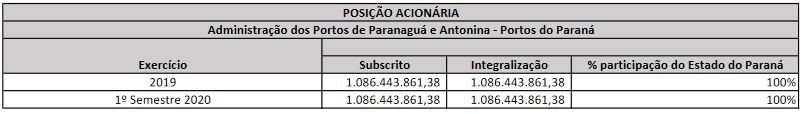 POSIÇÃO ACIONÁRIA
Administração dos Portos de Paranaguá e Antonina - Portos do Paraná
Exercício Subscrito Integralização % participação do Estado do Paraná
2019 1.086.443.861,38 1.086.443.861,38 100%
1º Semestre 2020 1.086.443.861,38 1.086.443.861,38 100%